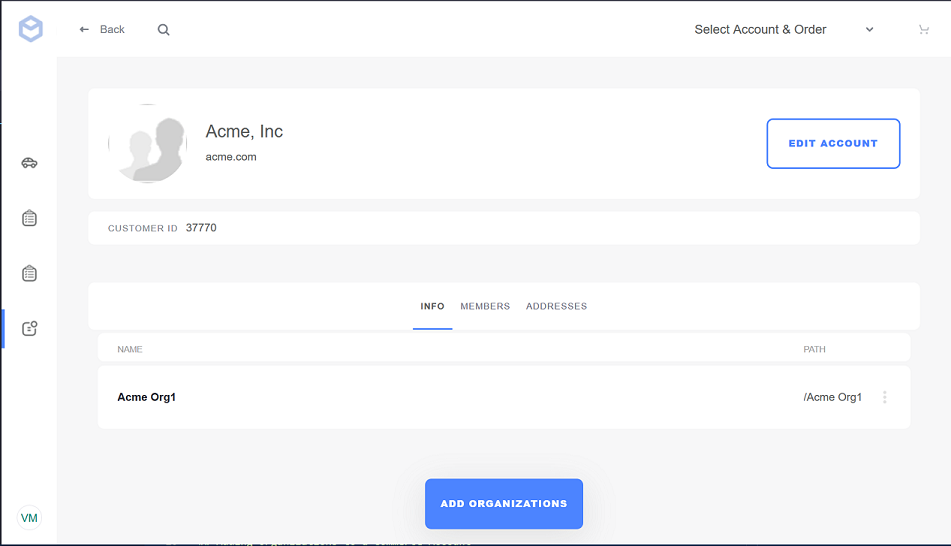 Back
Select Account & Order
Acme, Inc
acme.com
EDIT ACCOUNT
CUSTOMER ID 37770
INFO MEMBERS ADDRESSES
NAME PATH
Acme Org1 /Acme Org1
ADD ORGANIZATIONS
VM